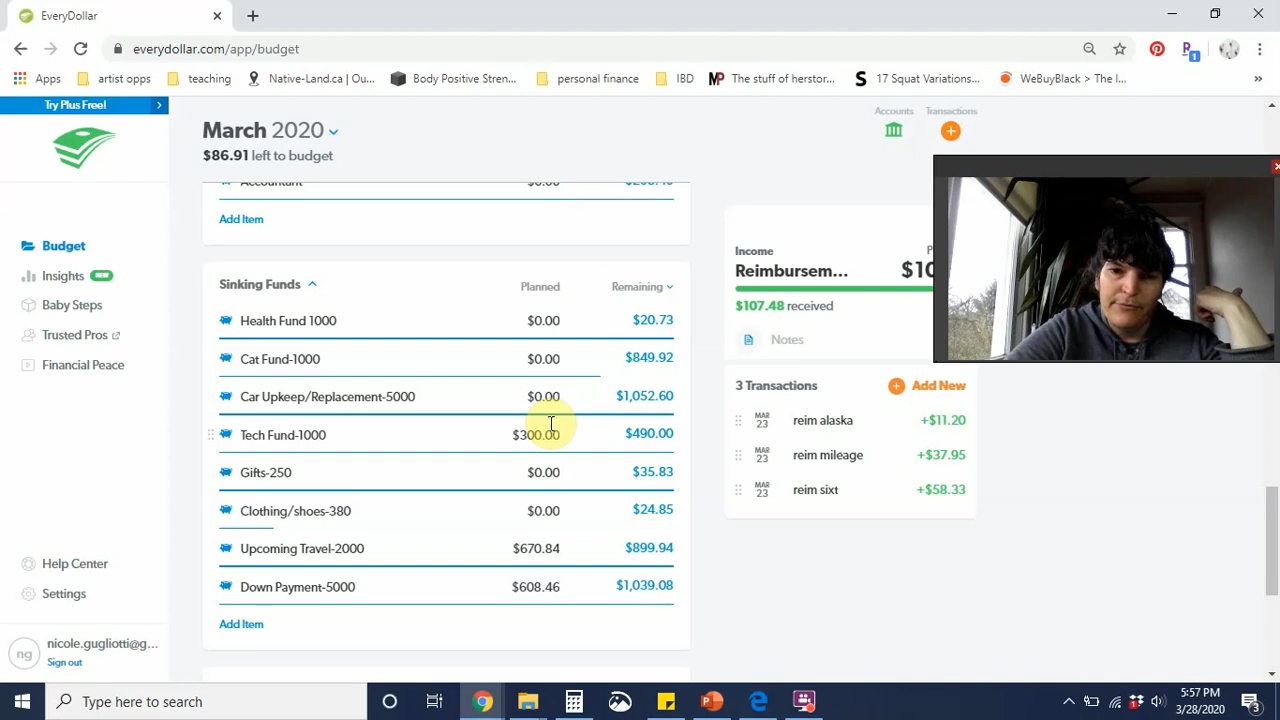 EveryDollar
everydollar.com/app/budget
Apps
artist opps
teaching
Native-Land.ca | Ou...
Body Positive Stren...
personal finance
IBD
The stuff of herstor...
17 Squat Variations...
WeBuyBlack > The l...
Try Plus Free!
March 2020
$86.91 left to budget
Accounts
Transactions
Accountant $0.00
Add Item
Budget
Insights NEW
Baby Steps
Trusted Pros
Financial Peace
Help Center
Settings
nicole.gugliotti@g...
ng
Sign out
Sinking Funds Planned Remaining
Health Fund 1000 $0.00 $20.73
Cat Fund-1000 $0.00 $849.92
Car Upkeep/Replacement-5000 $0.00 $1,052.60
Tech Fund-1000 $300.00 $490.00
Gifts-250 $0.00 $35.83
Clothing/shoes-380 $0.00 $24.85
Upcoming Travel-2000 $670.84 $899.94
Down Payment-5000 $608.46 $1,039.08
Add Item
Income
Reimbursem...
$107.48 received
Notes
3 Transactions Add New
MAR 23 reim alaska +$11.20
MAR 23 reim mileage +$37.95
MAR 23 reim sixt +$58.33
Type here to search
5:57 PM
3/28/2020
3